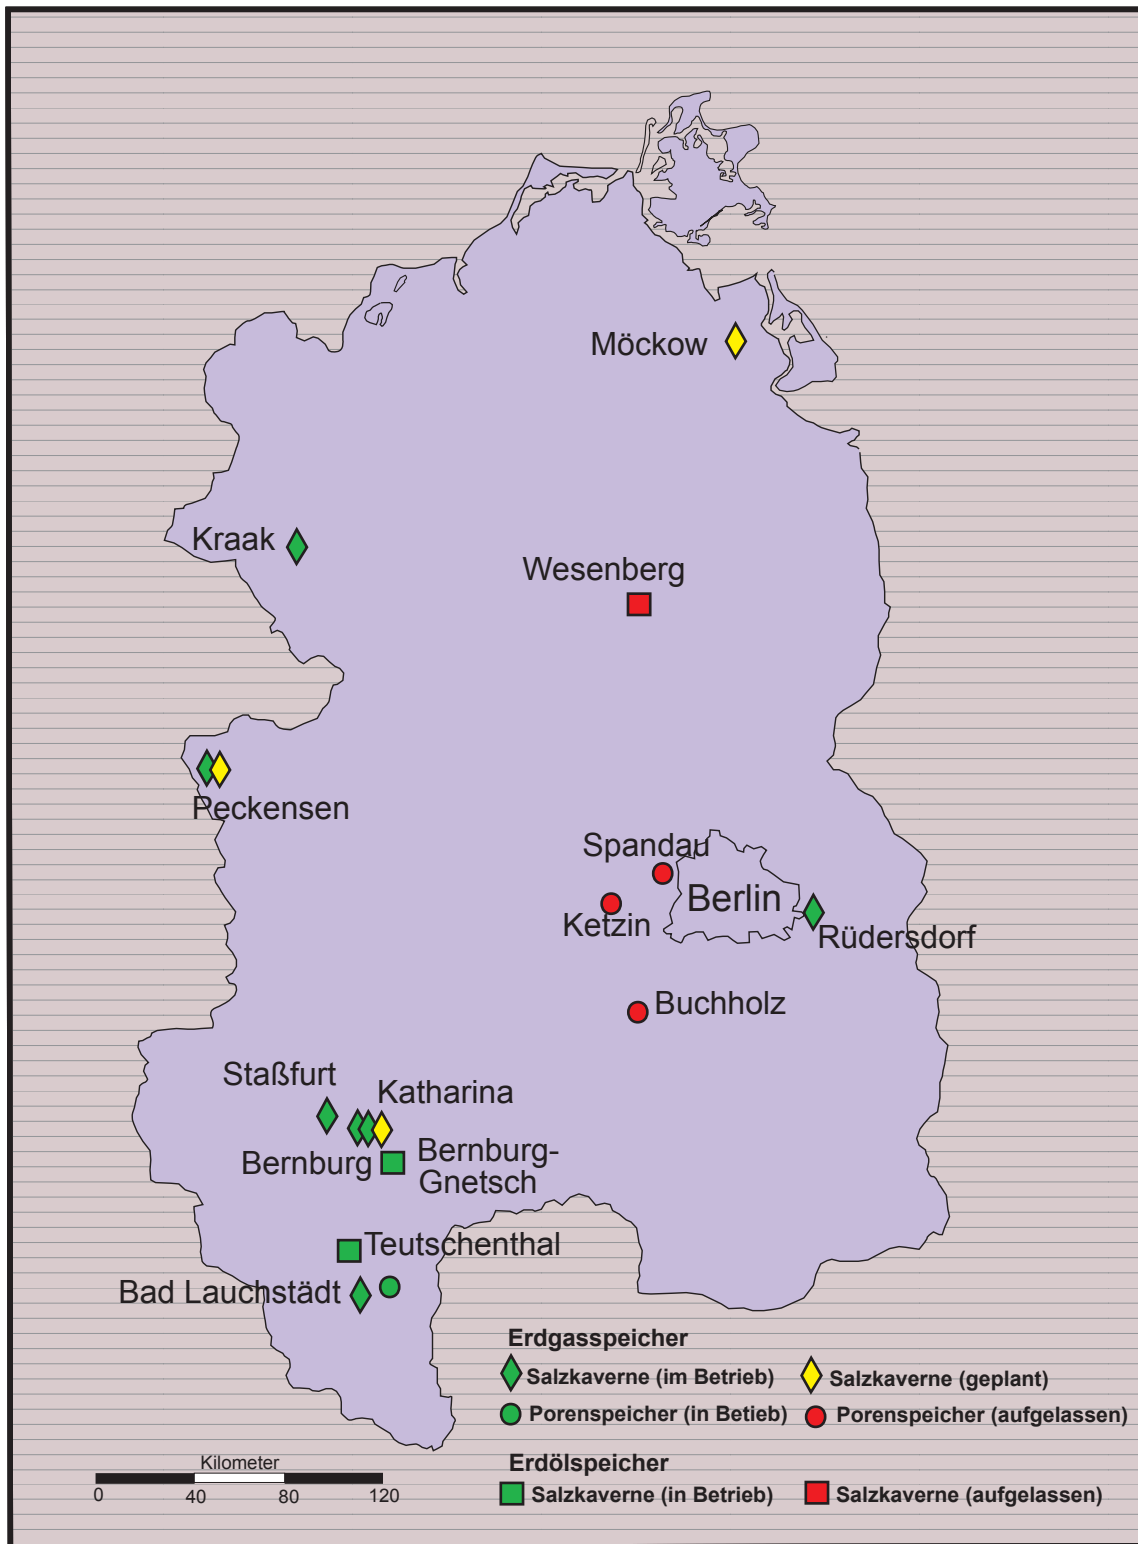 Möckow
Kraak
Wesenberg
Peckensen
Spandau
Berlin
Ketzin
Rüdersdorf
Buchholz
Staßfurt
Katharina
Bernburg
Bernburg-
Gnetsch
Teutschenthal
Bad Lauchstädt
Erdgasspeicher
Salzkaverne (im Betrieb)
Salzkaverne (geplant)
Porenspeicher (in Betieb)
Porenspeicher (aufgelassen)
Erdölspeicher
Salzkaverne (in Betrieb)
Salzkaverne (aufgelassen)
Kilometer
0 40 80 120